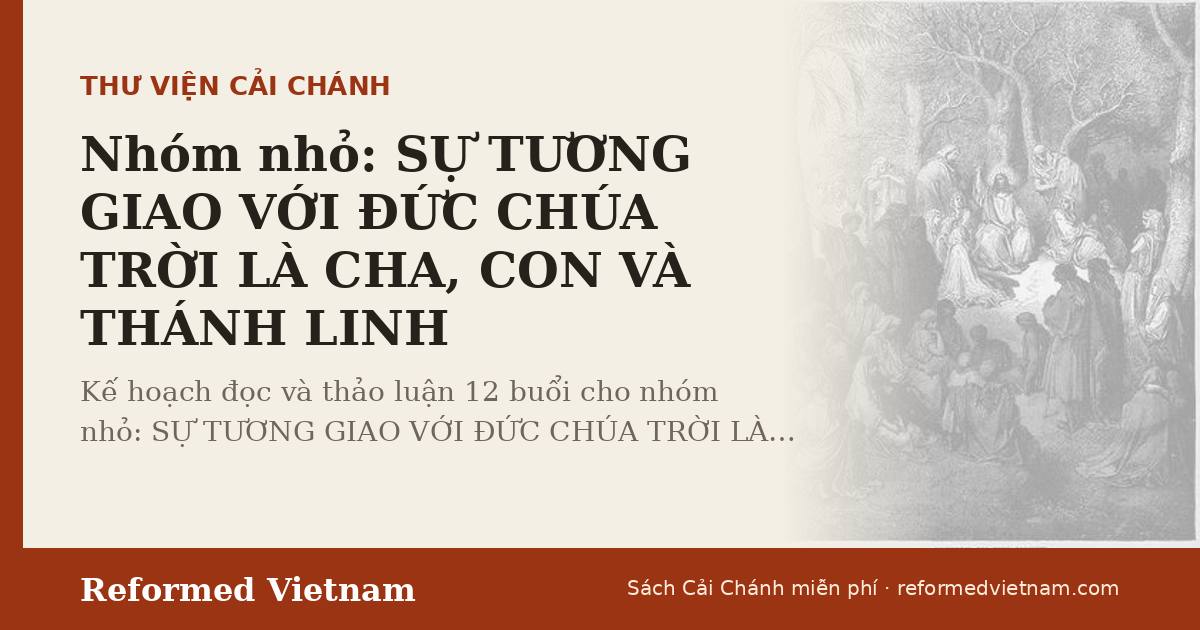 THƯ VIỆN CẢI CHÁNH
Nhóm nhỏ: SỰ TƯƠNG
GIAO VỚI ĐỨC CHÚA
TRỜI LÀ CHA, CON VÀ
THÁNH LINH
Kế hoạch đọc và thảo luận 12 buổi cho nhóm
nhỏ: SỰ TƯƠNG GIAO VỚI ĐỨC CHÚA TRỜI LÀ...
Reformed Vietnam
Sách Cải Chánh miễn phí · reformedvietnam.com